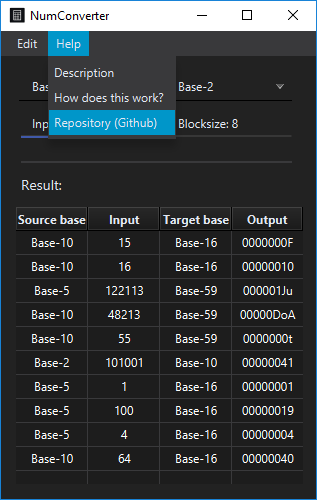 NumConverter
Edit Help
Description
How does this work?
Repository (Github)
Bas Base-2
Inp Blocksize: 8
Result:
Source base Input Target base Output
Base-10 15 Base-16 0000000F
Base-10 16 Base-16 00000010
Base-5 122113 Base-59 000001Ju
Base-10 48213 Base-59 00000DoA
Base-10 55 Base-59 0000000t
Base-2 101001 Base-10 00000041
Base-5 1 Base-16 00000001
Base-5 100 Base-16 00000019
Base-5 4 Base-16 00000004
Base-10 64 Base-16 00000040